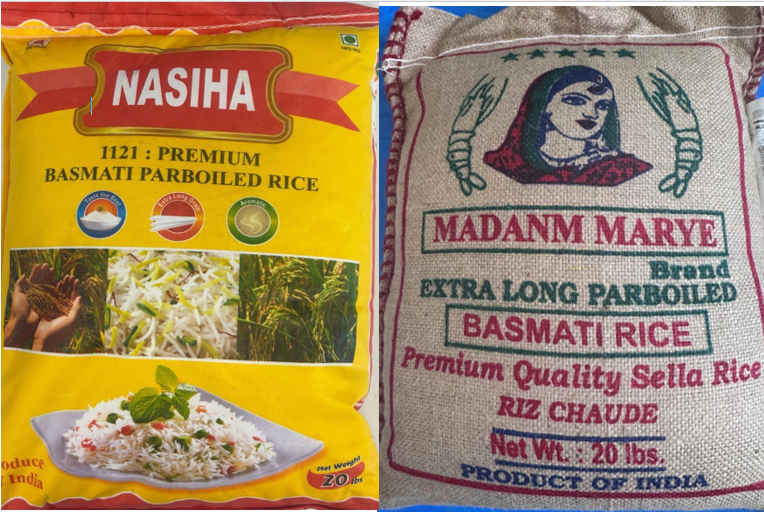 NASIHA
1121 : PREMIUM
BASMATI PARBOILED RICE
Taste the Best
Extra Long Grain
Aromatic
Net Weight
20 lbs
oduce
India
MADANM MARYE
Brand
EXTRA LONG PARBOILED
BASMATI RICE
Premium Quality Sella Rice
RIZ CHAUDE
Net Wt. : 20 lbs.
PRODUCT OF INDIA